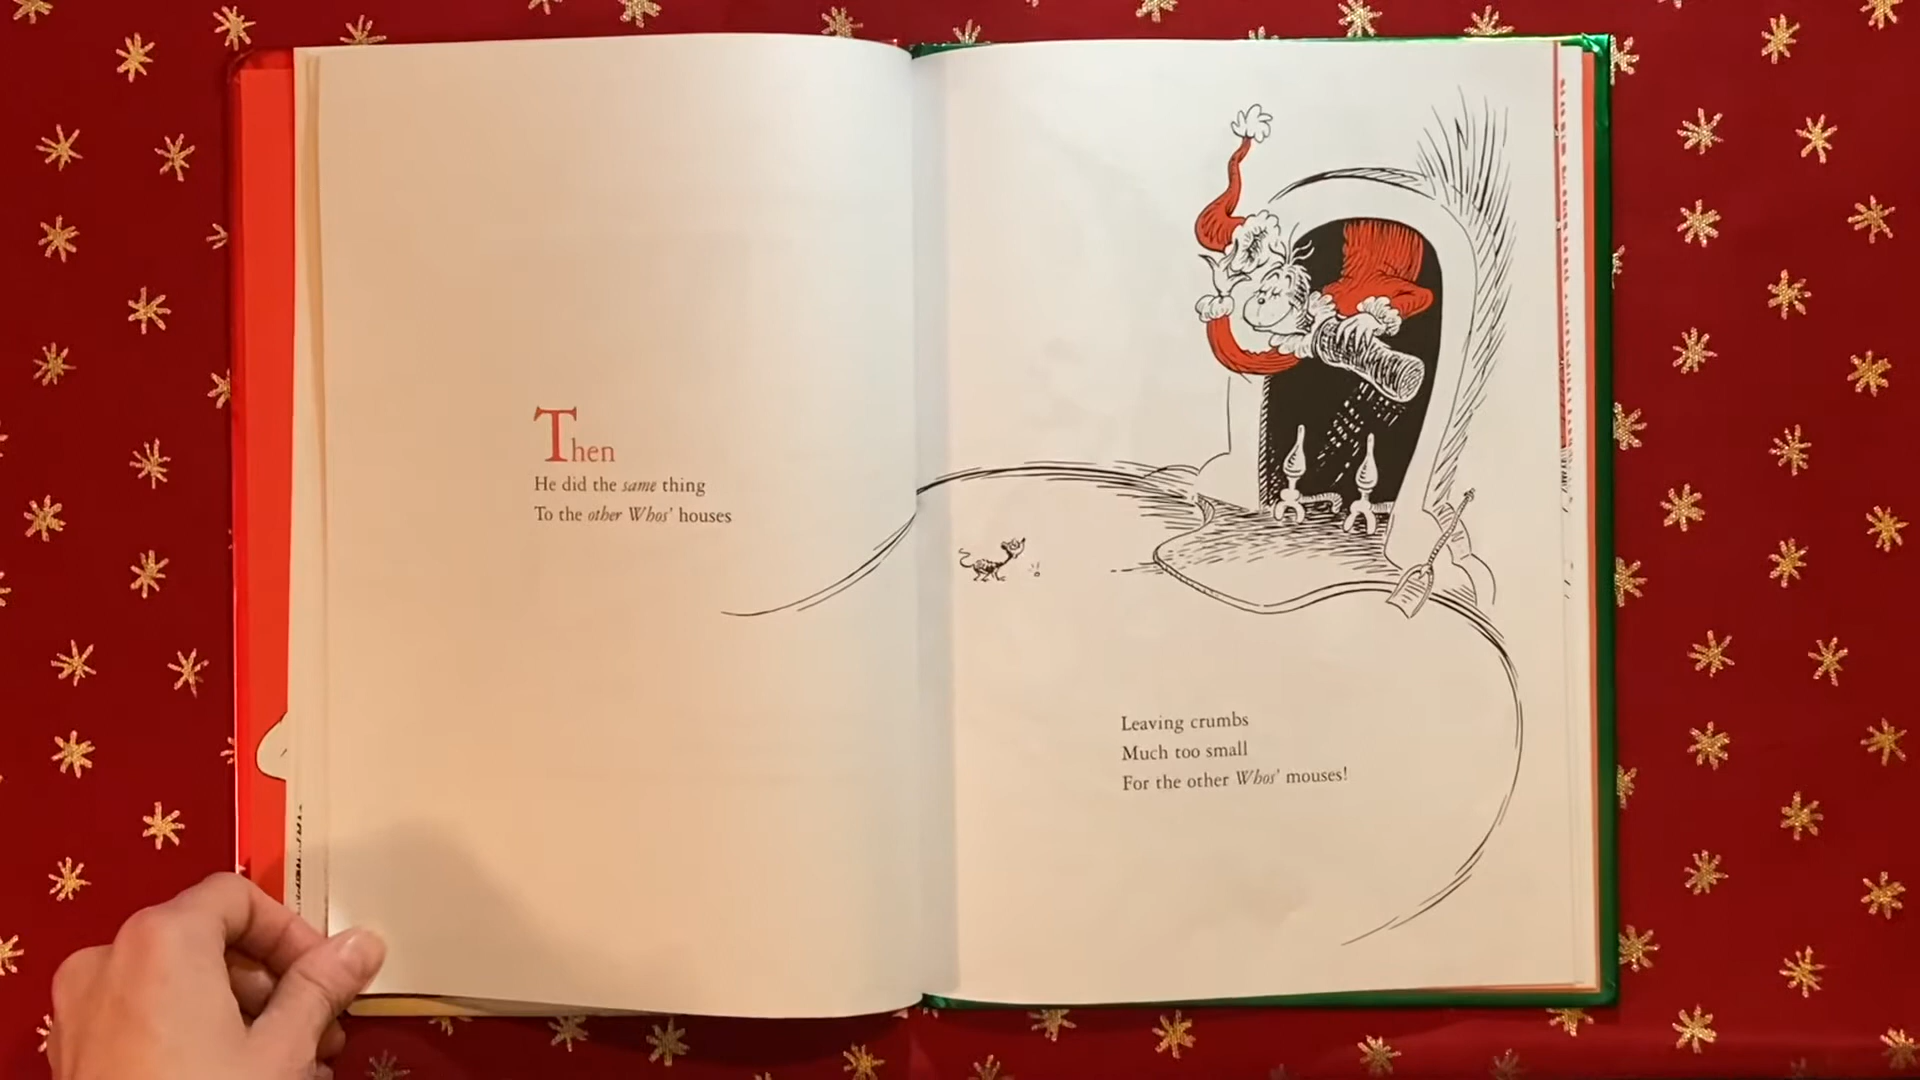 Then
He did the same thing
To the other Whos' houses
Leaving crumbs
Much too small
For the other Whos' mouses!